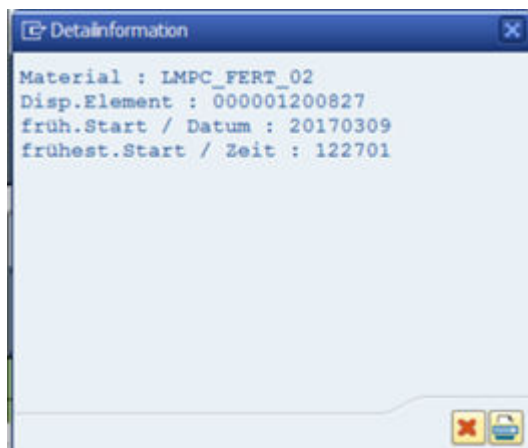 Detailinformation
Material : LMPC_FERT_02
Disp.Element : 000001200827
früh.Start / Datum : 20170309
frühest.Start / Zeit : 122701